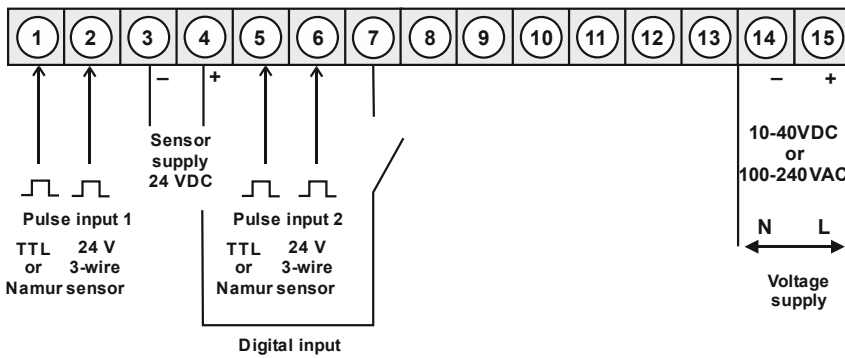 1 2 3 4 5 6 7 8 9 10 11 12 13 14 15
– + – +
Sensor
supply
24 VDC
10-40VDC
or
100-240 VAC
Pulse input 1
TTL
or
Namur
24 V
3-wire
sensor
Pulse input 2
TTL
or
Namur
24 V
3-wire
sensor
N L
Voltage
supply
Digital input